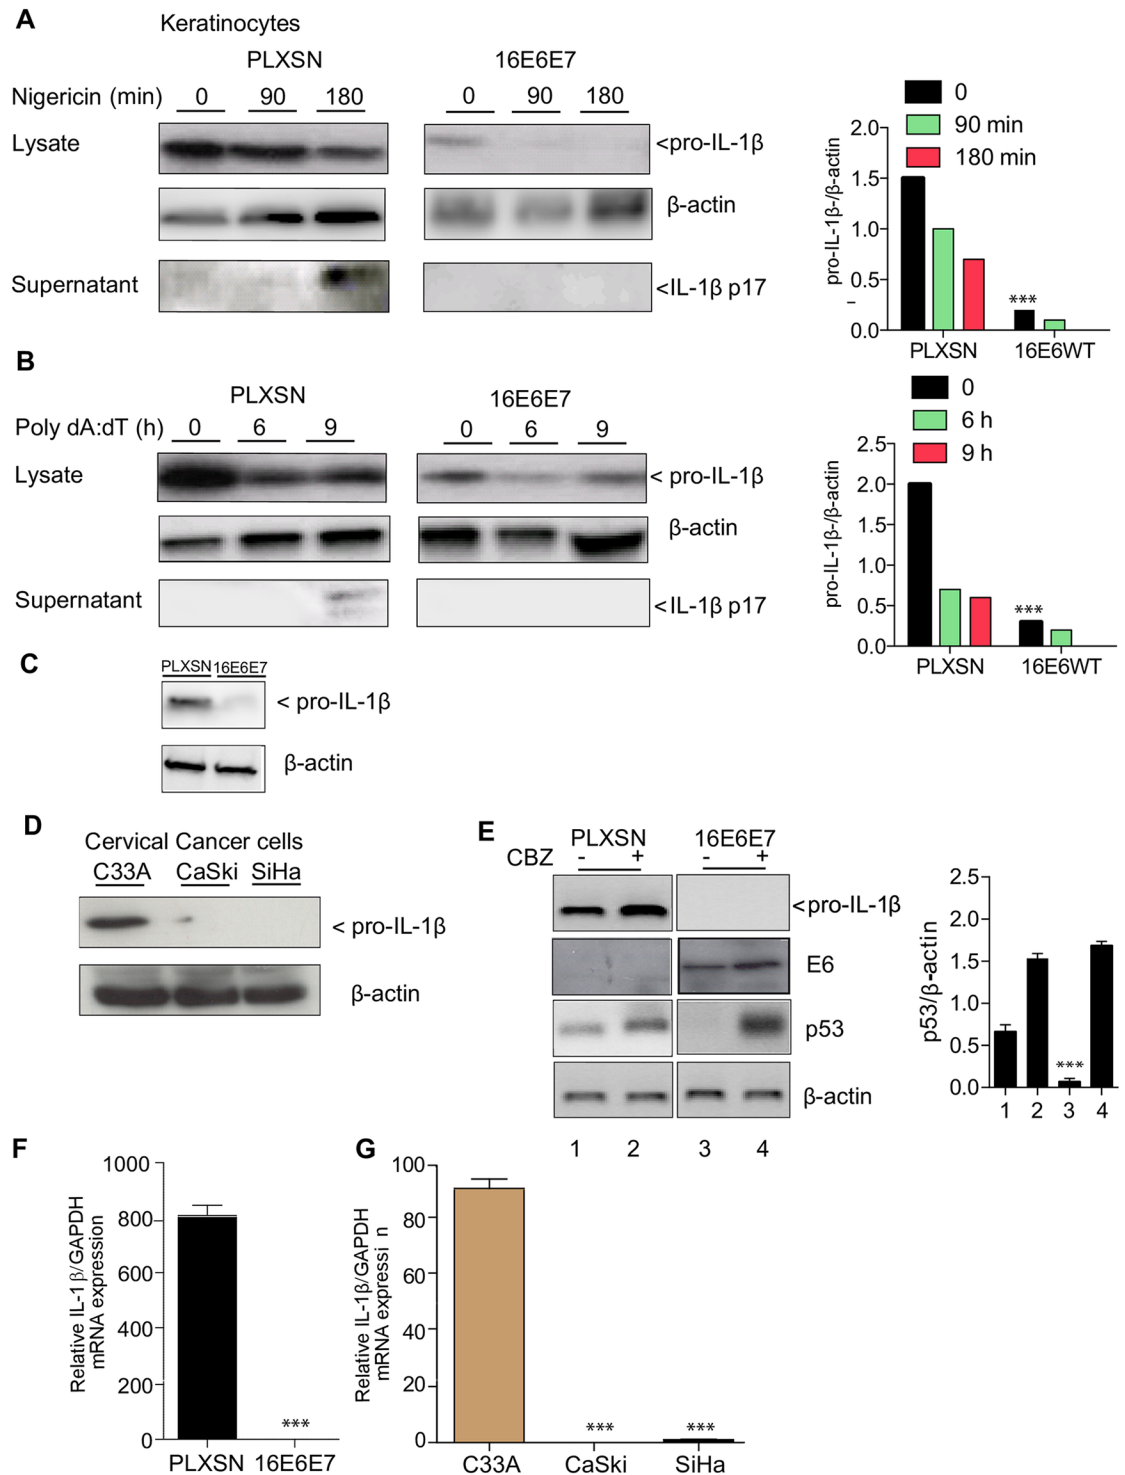 A
Keratinocytes
PLXSN
16E6E7
Nigericin (min) 0 90 180
0 90 180
Lysate
<pro-IL-1β
β-actin
Supernatant
<IL-1β p17
0
90 min
180 min
pro-IL-1β-/β-actin
2.0
1.5
1.0
0.5
0.0
***
PLXSN
16E6WT
B
PLXSN
16E6E7
Poly dA:dT (h) 0 6 9
0 6 9
Lysate
< pro-IL-1β
β-actin
Supernatant
<IL-1β p17
0
6 h
9 h
pro-IL-1β-/β-actin
2.5
2.0
1.5
1.0
0.5
0.0
***
PLXSN
16E6WT
C
PLXSN 16E6E7
< pro-IL-1β
β-actin
D
Cervical Cancer cells
C33A CaSki SiHa
< pro-IL-1β
β-actin
E
PLXSN
16E6E7
CBZ - + - +
<pro-IL-1β
E6
p53
β-actin
1 2 3 4
p53/β-actin
2.5
2.0
1.5
1.0
0.5
0.0
***
1 2 3 4
F
Relative IL-1β/GAPDH
mRNA expression
1000
800
600
400
200
0
***
PLXSN 16E6E7
G
Relative IL-1β/GAPDH
mRNA expressi n
100
80
60
40
20
0
***
***
C33A CaSki SiHa